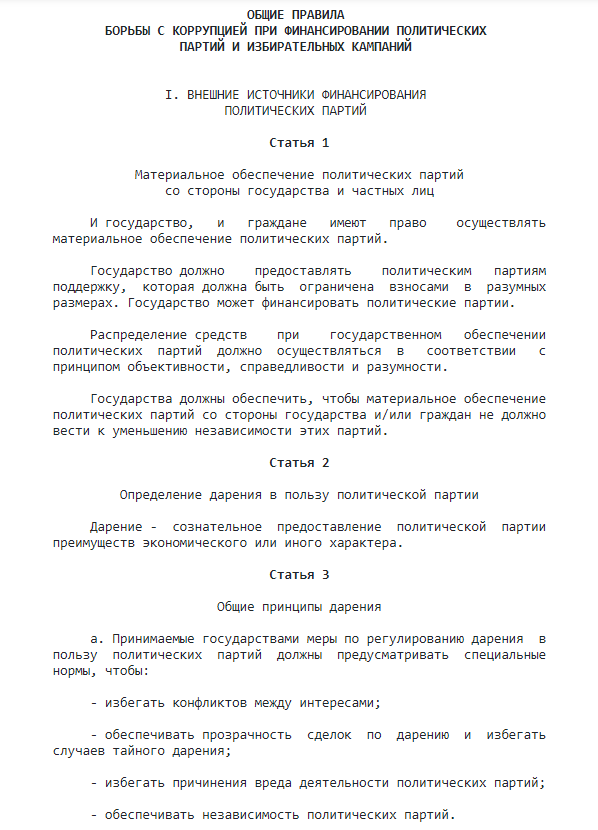 ОБЩИЕ ПРАВИЛА
БОРЬБЫ С КОРРУПЦИЕЙ ПРИ ФИНАНСИРОВАНИИ ПОЛИТИЧЕСКИХ
ПАРТИЙ И ИЗБИРАТЕЛЬНЫХ КАМПАНИЙ
I. ВНЕШНИЕ ИСТОЧНИКИ ФИНАНСИРОВАНИЯ
ПОЛИТИЧЕСКИХ ПАРТИЙ
Статья 1
Материальное обеспечение политических партий
со стороны государства и частных лиц
И государство, и граждане имеют право осуществлять
материальное обеспечение политических партий.
Государство должно предоставлять политическим партиям
поддержку, которая должна быть ограничена взносами в разумных
размерах. Государство может финансировать политические партии.
Распределение средств при государственном обеспечении
политических партий должно осуществляться в соответствии с
принципом объективности, справедливости и разумности.
Государства должны обеспечить, чтобы материальное обеспечение
политических партий со стороны государства и/или граждан не должно
вести к уменьшению независимости этих партий.
Статья 2
Определение дарения в пользу политической партии
Дарение - сознательное предоставление политической партии
преимуществ экономического или иного характера.
Статья 3
Общие принципы дарения
a. Принимаемые государствами меры по регулированию дарения в
пользу политических партий должны предусматривать специальные
нормы, чтобы:
- избегать конфликтов между интересами;
- обеспечивать прозрачность сделок по дарению и избегать
случаев тайного дарения;
- избегать причинения вреда деятельности политических партий;
- обеспечивать независимость политических партий.